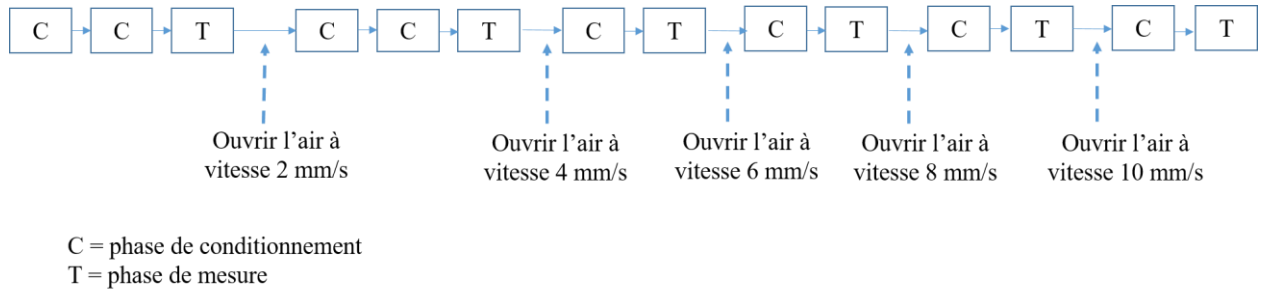 C C T C C T C T C T C T C T
Ouvrir l’air à
vitesse 2 mm/s
Ouvrir l’air à
vitesse 4 mm/s
Ouvrir l’air à
vitesse 6 mm/s
Ouvrir l’air à
vitesse 8 mm/s
Ouvrir l’air à
vitesse 10 mm/s
C = phase de conditionnement
T = phase de mesure